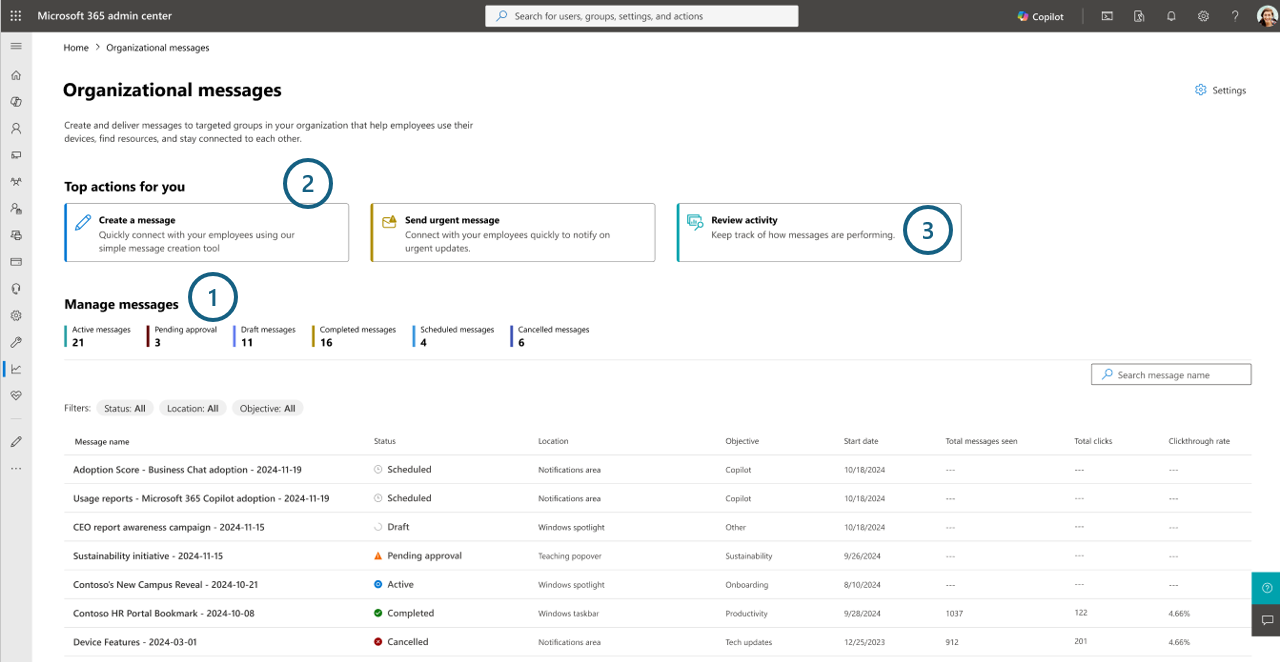 Microsoft 365 admin center
Search for users, groups, settings, and actions
Copilot
Home > Organizational messages
Organizational messages
Settings
Create and deliver messages to targeted groups in your organization that help employees use their
devices, find resources, and stay connected to each other.
Top actions for you
2
Create a message
Quickly connect with your employees using our
simple message creation tool
Send urgent message
Connect with your employees quickly to notify on
urgent updates.
Review activity
Keep track of how messages are performing.
3
Manage messages
1
Active messages
21
Pending approval
3
Draft messages
11
Completed messages
16
Scheduled messages
4
Cancelled messages
6
Search message name
Filters: Status: All Location: All Objective: All
Message name Status Location Objective Start date Total messages seen Total clicks Clickthrough rate
Adoption Score - Business Chat adoption - 2024-11-19 Scheduled Notifications area Copilot 10/18/2024 --- --- ---
Usage reports - Microsoft 365 Copilot adoption - 2024-11-19 Scheduled Notifications area Copilot 10/18/2024 --- --- ---
CEO report awareness campaign - 2024-11-15 Draft Windows spotlight Other 10/18/2024 --- --- ---
Sustainability initiative - 2024-11-15 Pending approval Teaching popover Sustainability 9/26/2024 --- --- ---
Contoso's New Campus Reveal - 2024-10-21 Active Windows spotlight Onboarding 8/10/2024 --- --- ---
Contoso HR Portal Bookmark - 2024-10-08 Completed Windows taskbar Productivity 9/28/2024 1037 122 4.66%
Device Features - 2024-03-01 Cancelled Notifications area Tech updates 12/25/2023 912 201 4.66%